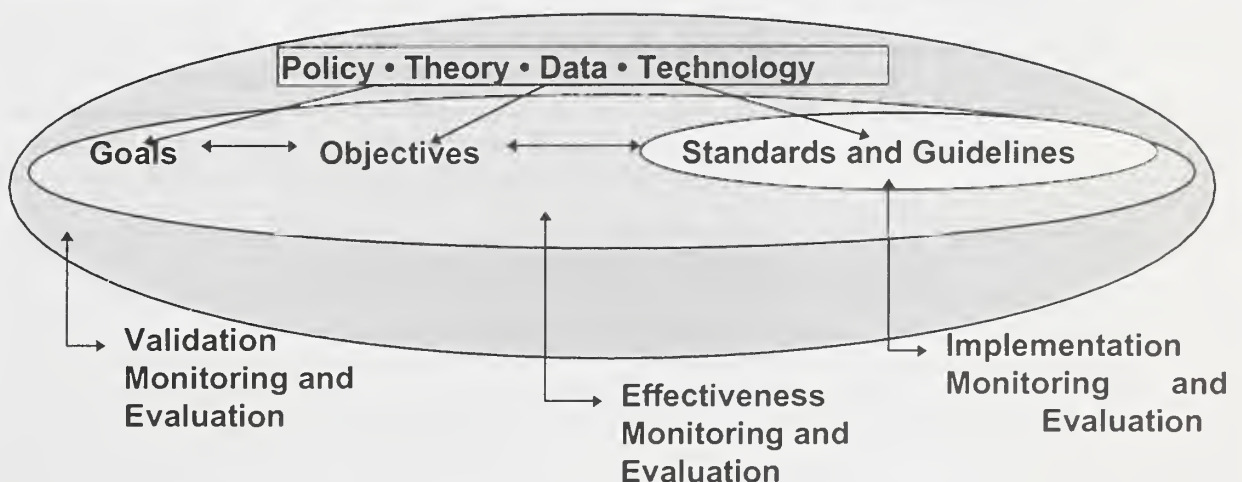 Policy • Theory • Data • Technology
Goals
Objectives
Standards and Guidelines
Validation
Monitoring and
Evaluation
Effectiveness
Monitoring and
Evaluation
Implementation
Monitoring and
Evaluation